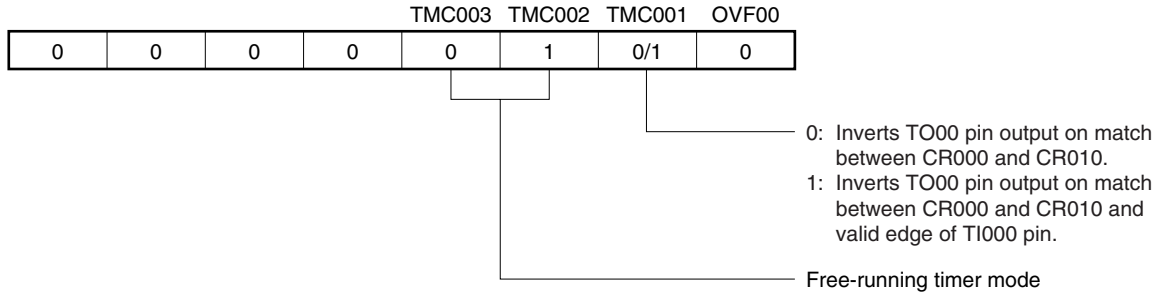 TMC003 TMC002 TMC001 OVF00
0 0 0 0 0 1 0/1 0
0: Inverts TO00 pin output on match
between CR000 and CR010.
1: Inverts TO00 pin output on match
between CR000 and CR010 and
valid edge of TI000 pin.
Free-running timer mode